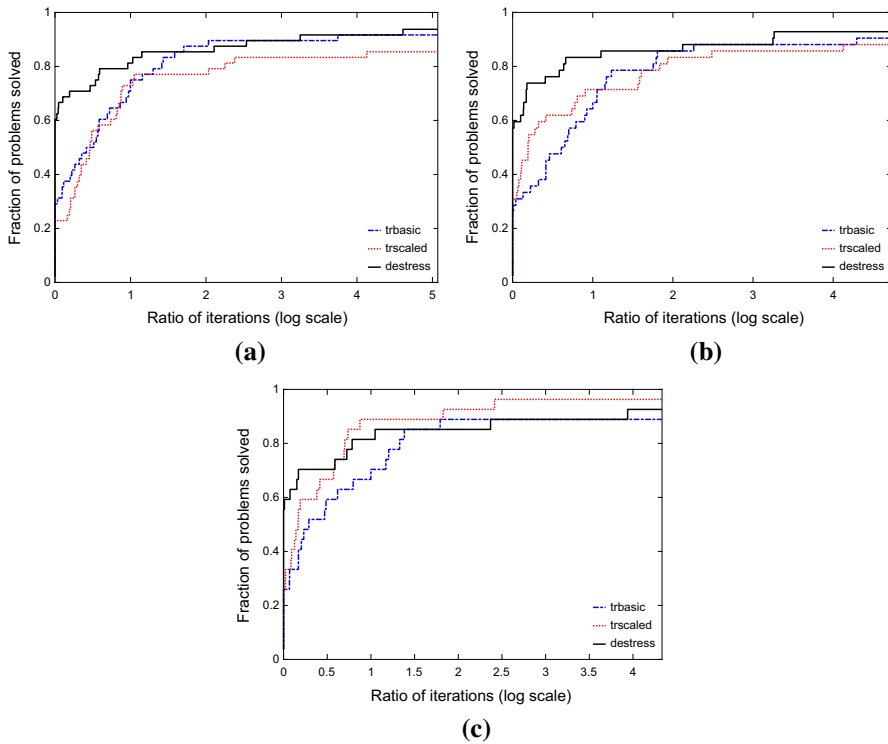 1
0.8
0.6
0.4
0.2
0
Fraction of problems solved
0 1 2 3 4 5
Ratio of iterations (log scale)
trbasic
trscaled
destress
(a)
1
0.8
0.6
0.4
0.2
0
Fraction of problems solved
0 1 2 3 4
Ratio of iterations (log scale)
trbasic
trscaled
destress
(b)
1
0.8
0.6
0.4
0.2
0
Fraction of problems solved
0 0.5 1 1.5 2 2.5 3 3.5 4
Ratio of iterations (log scale)
trbasic
trscaled
destress
(c)